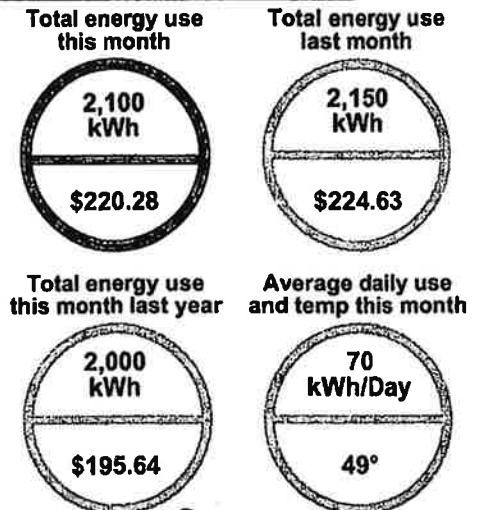 Total energy use
this month
2,100
kWh
$220.28
Total energy use
last month
2,150
kWh
$224.63
Total energy use
this month last year
2,000
kWh
$195.64
Average daily use
and temp this month
70
kWh/Day
49°